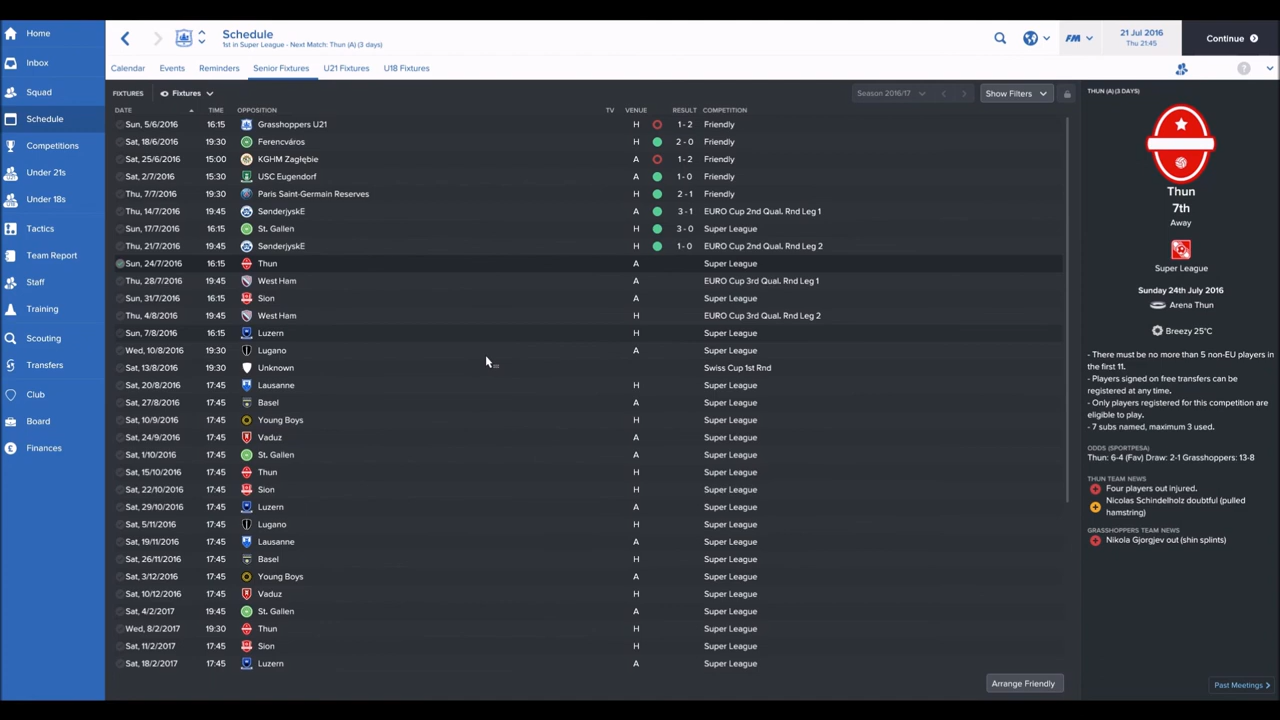 Home
Inbox
Squad
Schedule
Competitions
Under 21s
Under 18s
Tactics
Team Report
Staff
Training
Scouting
Transfers
Club
Board
Finances
Schedule
1st in Super League - Next Match: Thun (A) (3 days)
FM
21 Jul 2016
Thu 21:45
Continue
Calendar Events Reminders Senior Fixtures U21 Fixtures U18 Fixtures
?
FIXTURES Fixtures Season 2016/17 Show Filters
DATE TIME OPPOSITION TV VENUE RESULT COMPETITION
Sun, 5/6/2016 16:15 Grasshoppers U21 H 1 - 2 Friendly
Sat, 18/6/2016 19:30 Ferencváros H 2 - 0 Friendly
Sat, 25/6/2016 15:00 KGHM Zagłębie A 1 - 2 Friendly
Sat, 2/7/2016 15:30 USC Eugendorf A 1 - 0 Friendly
Thu, 7/7/2016 19:30 Paris Saint-Germain Reserves H 2 - 1 Friendly
Thu, 14/7/2016 19:45 SønderjyskE A 3 - 1 EURO Cup 2nd Qual. Rnd Leg 1
Sun, 17/7/2016 16:15 St. Gallen H 3 - 0 Super League
Thu, 21/7/2016 19:45 SønderjyskE H 1 - 0 EURO Cup 2nd Qual. Rnd Leg 2
Sun, 24/7/2016 16:15 Thun A Super League
Thu, 28/7/2016 19:45 West Ham A EURO Cup 3rd Qual. Rnd Leg 1
Sun, 31/7/2016 16:15 Sion A Super League
Thu, 4/8/2016 19:45 West Ham H EURO Cup 3rd Qual. Rnd Leg 2
Sun, 7/8/2016 16:15 Luzern H Super League
Wed, 10/8/2016 19:30 Lugano A Super League
Sat, 13/8/2016 19:30 Unknown Swiss Cup 1st Rnd
Sat, 20/8/2016 17:45 Lausanne H Super League
Sat, 27/8/2016 17:45 Basel A Super League
Sat, 10/9/2016 17:45 Young Boys H Super League
Sat, 24/9/2016 17:45 Vaduz A Super League
Sat, 1/10/2016 17:45 St. Gallen A Super League
Sat, 15/10/2016 17:45 Thun H Super League
Sat, 22/10/2016 17:45 Sion H Super League
Sat, 29/10/2016 17:45 Luzern A Super League
Sat, 5/11/2016 17:45 Lugano H Super League
Sat, 19/11/2016 17:45 Lausanne A Super League
Sat, 26/11/2016 17:45 Basel H Super League
Sat, 3/12/2016 17:45 Young Boys A Super League
Sat, 10/12/2016 17:45 Vaduz H Super League
Sat, 4/2/2017 19:45 St. Gallen A Super League
Wed, 8/2/2017 19:30 Thun H Super League
Sat, 11/2/2017 17:45 Sion H Super League
Sat, 18/2/2017 17:45 Luzern A Super League
Arrange Friendly
THUN (A) (3 DAYS)
Thun
7th
Away
Super League
Sunday 24th July 2016
Arena Thun
Breezy 25°C
- There must be no more than 5 non-EU players in
the first 11.
- Players signed on free transfers can be
registered at any time.
- Only players registered for this competition are
eligible to play.
- 7 subs named, maximum 3 used.
ODDS (SPORTPESA)
Thun: 6-4 (Fav) Draw: 2-1 Grasshoppers: 13-8
THUN TEAM NEWS
Four players out injured.
Nicolas Schindelholz doubtful (pulled
hamstring)
GRASSHOPPERS TEAM NEWS
Nikola Gjorgjev out (shin splints)
Past Meetings